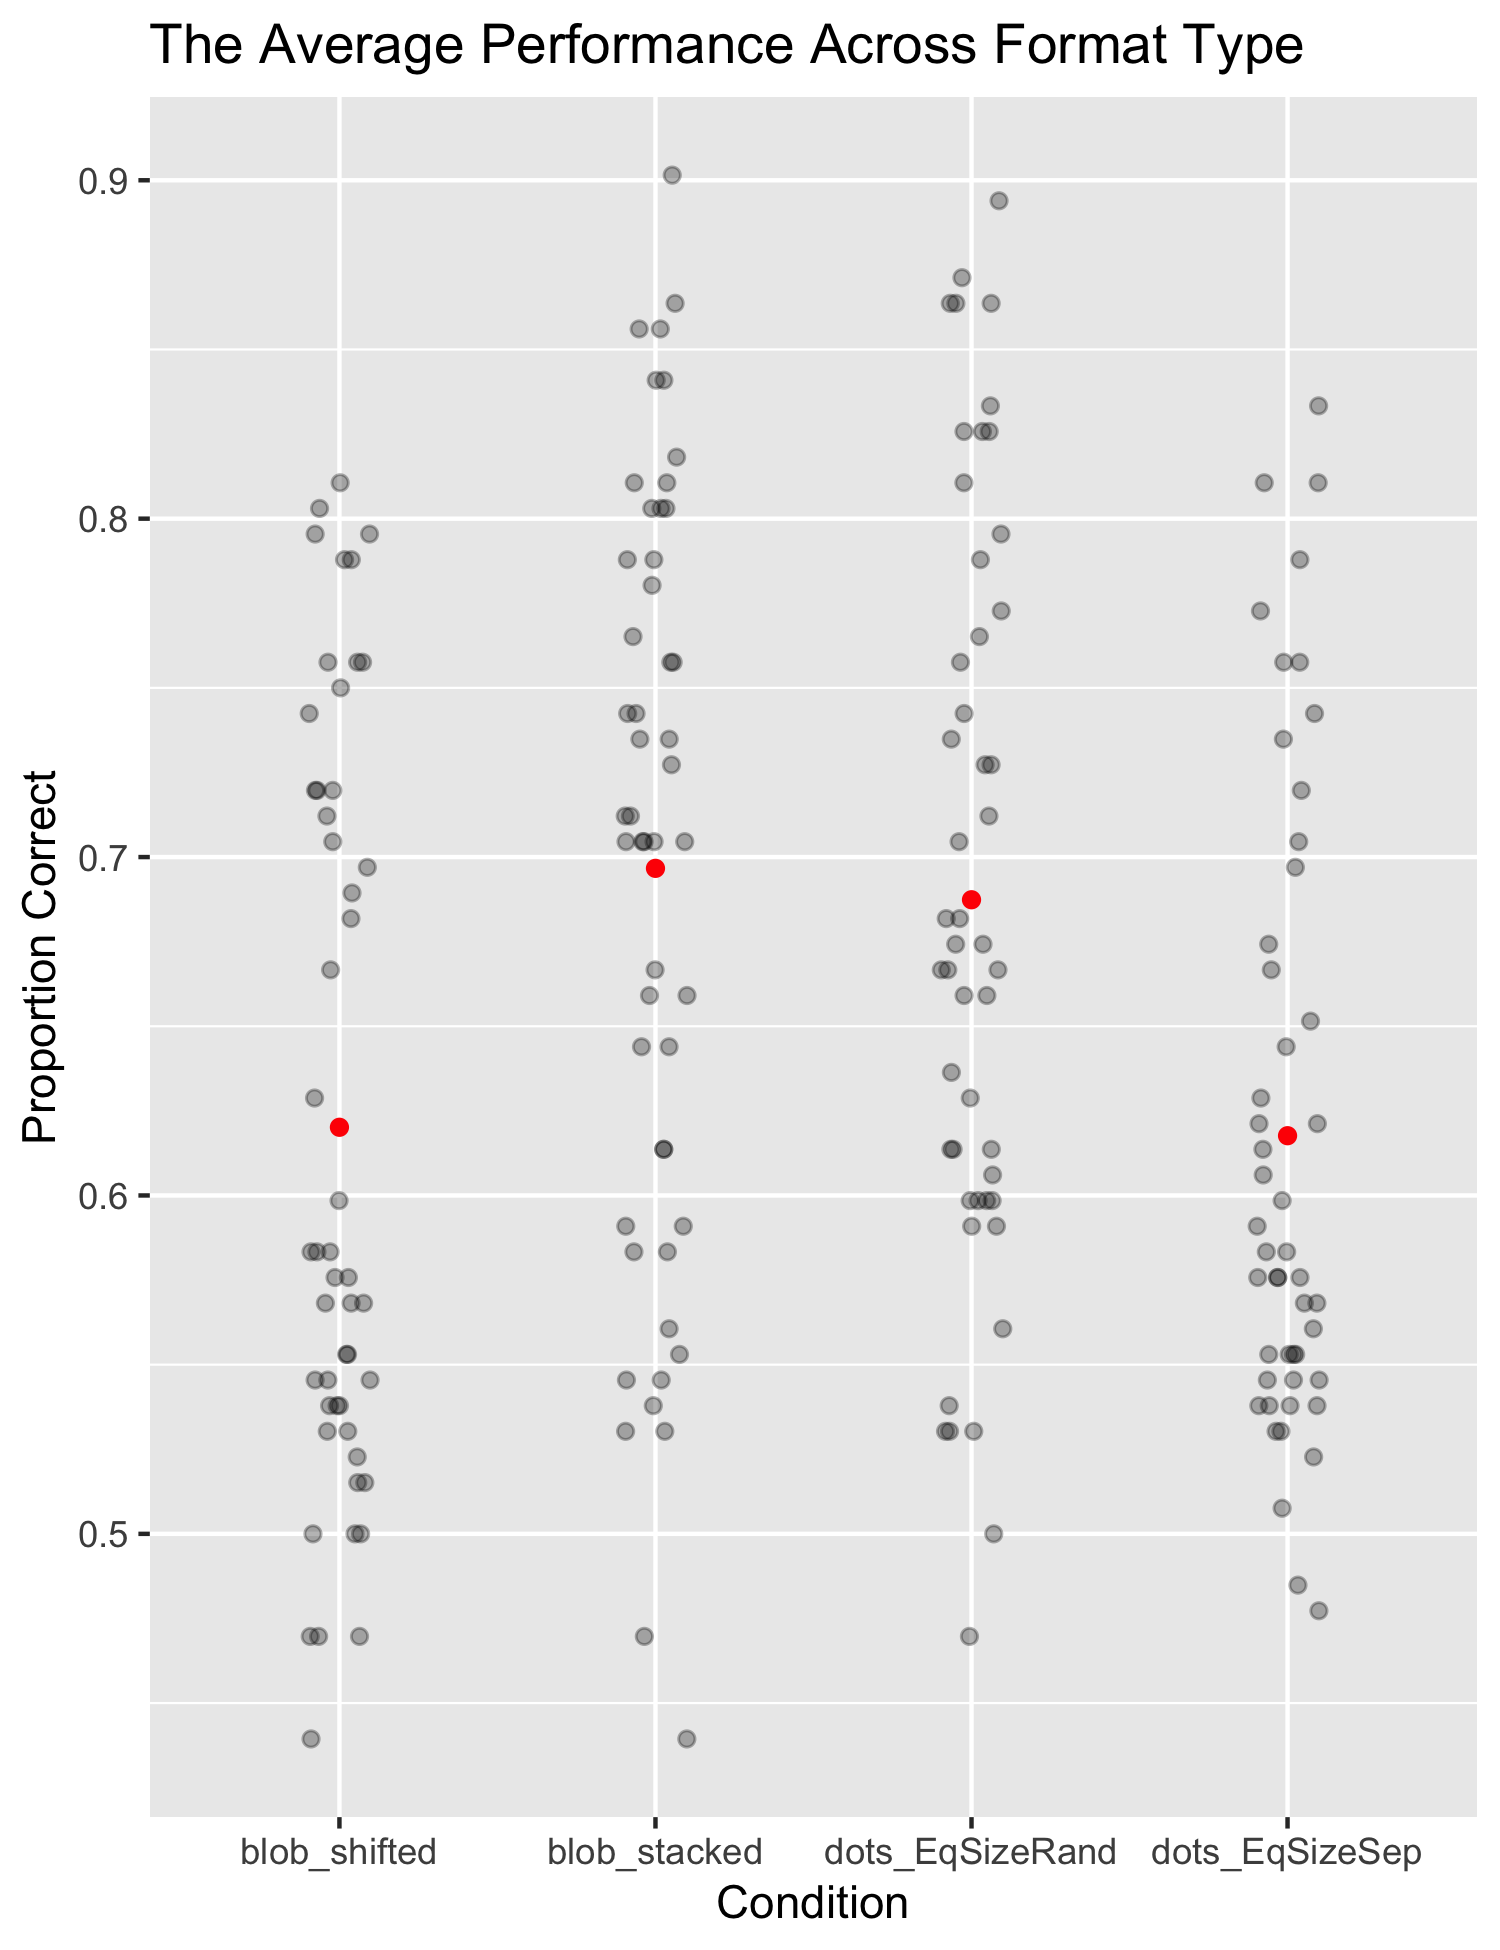 The Average Performance Across Format Type
Proportion Correct
0.9
0.8
0.7
0.6
0.5
blob_shifted
blob_stacked
dots_EqSizeRand
dots_EqSizeSep
Condition